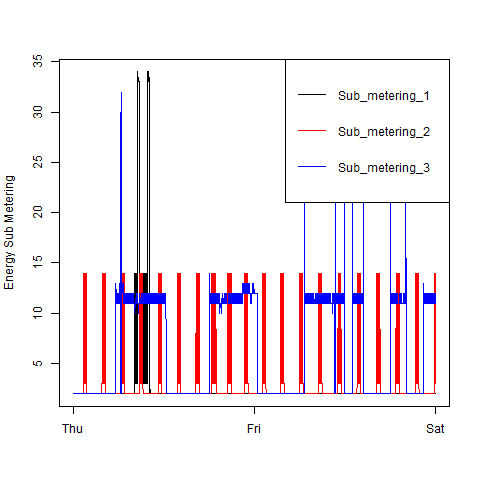 Energy Sub Metering
35
30
25
20
15
10
5
Sub_metering_1
Sub_metering_2
Sub_metering_3
Thu
Fri
Sat